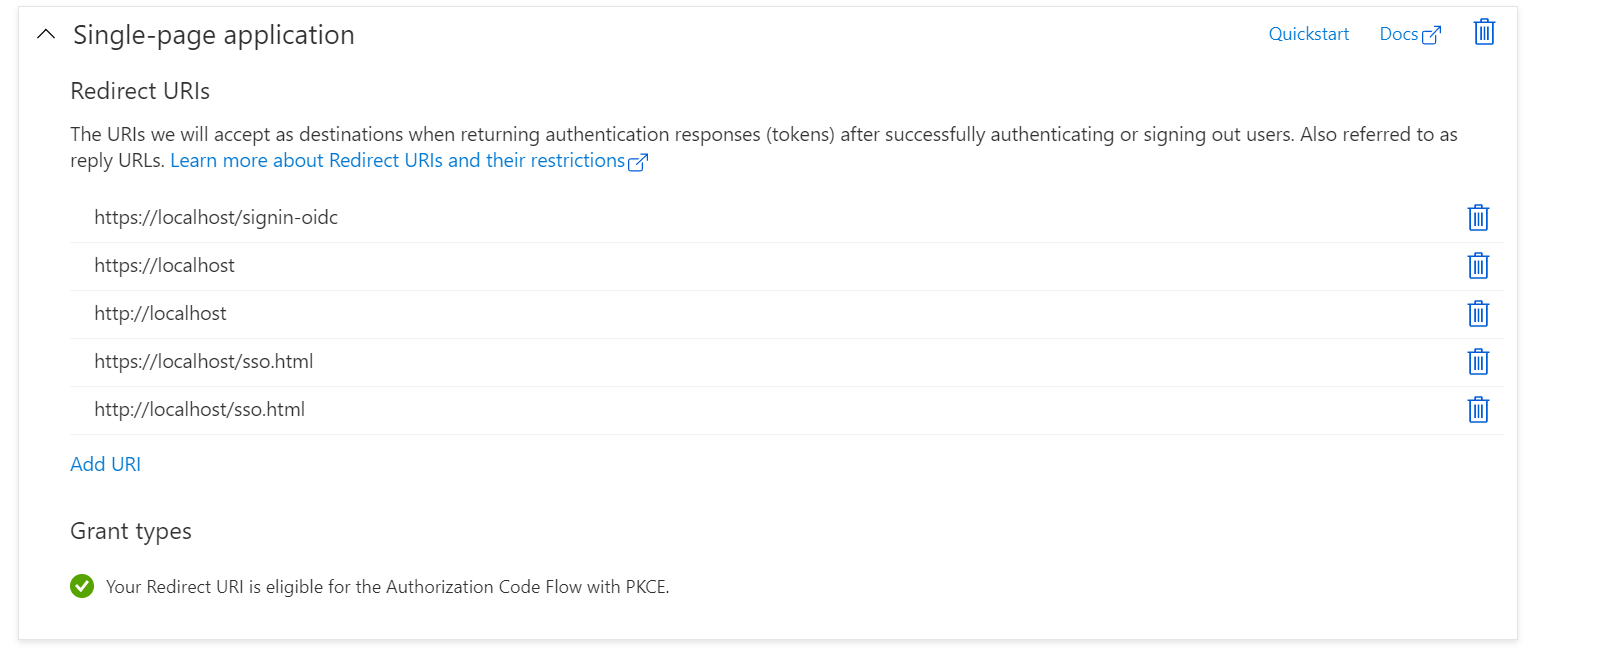 Single-page application
Quickstart
Docs
Redirect URIs
The URIs we will accept as destinations when returning authentication responses (tokens) after successfully authenticating or signing out users. Also referred to as
reply URLs. Learn more about Redirect URIs and their restrictions
https://localhost/signin-oidc
https://localhost
http://localhost
https://localhost/sso.html
http://localhost/sso.html
Add URI
Grant types
Your Redirect URI is eligible for the Authorization Code Flow with PKCE.